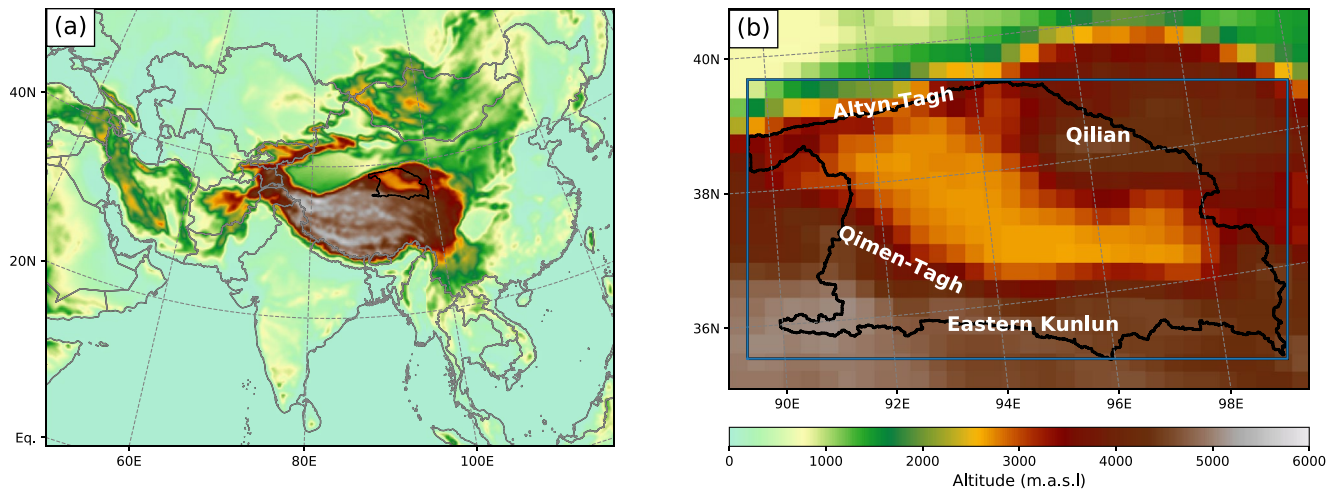 (a)
40N
20N
Eq.
60E
80E
100E
(b)
40N
38N
36N
90E
92E
94E
96E
98E
Altyn-Tagh
Qilian
Qimen-Tagh
Eastern Kunlun
0
1000
2000
3000
4000
5000
6000
Altitude (m.a.s.l)